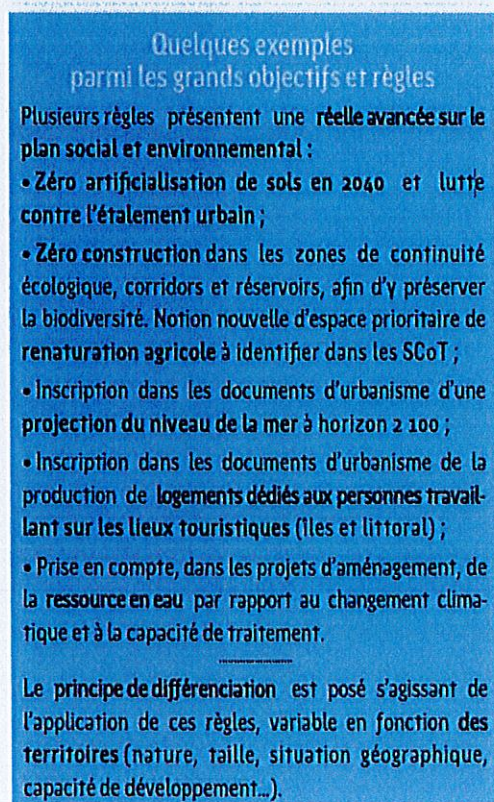 Quelques exemples
parmi les grands objectifs et règles
Plusieurs règles présentent une réelle avancée sur le
plan social et environnemental :
• Zéro artificialisation de sols en 2040 et lutte
contre l'étalement urbain ;
• Zéro construction dans les zones de continuité
écologique, corridors et réservoirs, afin d'y préserver
la biodiversité. Notion nouvelle d'espace prioritaire de
renaturation agricole à identifier dans les SCoT ;
• Inscription dans les documents d'urbanisme d'une
projection du niveau de la mer à horizon 2 100 ;
• Inscription dans les documents d'urbanisme de la
production de logements dédiés aux personnes travail-
lant sur les lieux touristiques (îles et littoral) ;
• Prise en compte, dans les projets d'aménagement, de
la ressource en eau par rapport au changement clima-
tique et à la capacité de traitement.
Le principe de différenciation est posé s'agissant de
l'application de ces règles, variable en fonction des
territoires (nature, taille, situation géographique,
capacité de développement...).